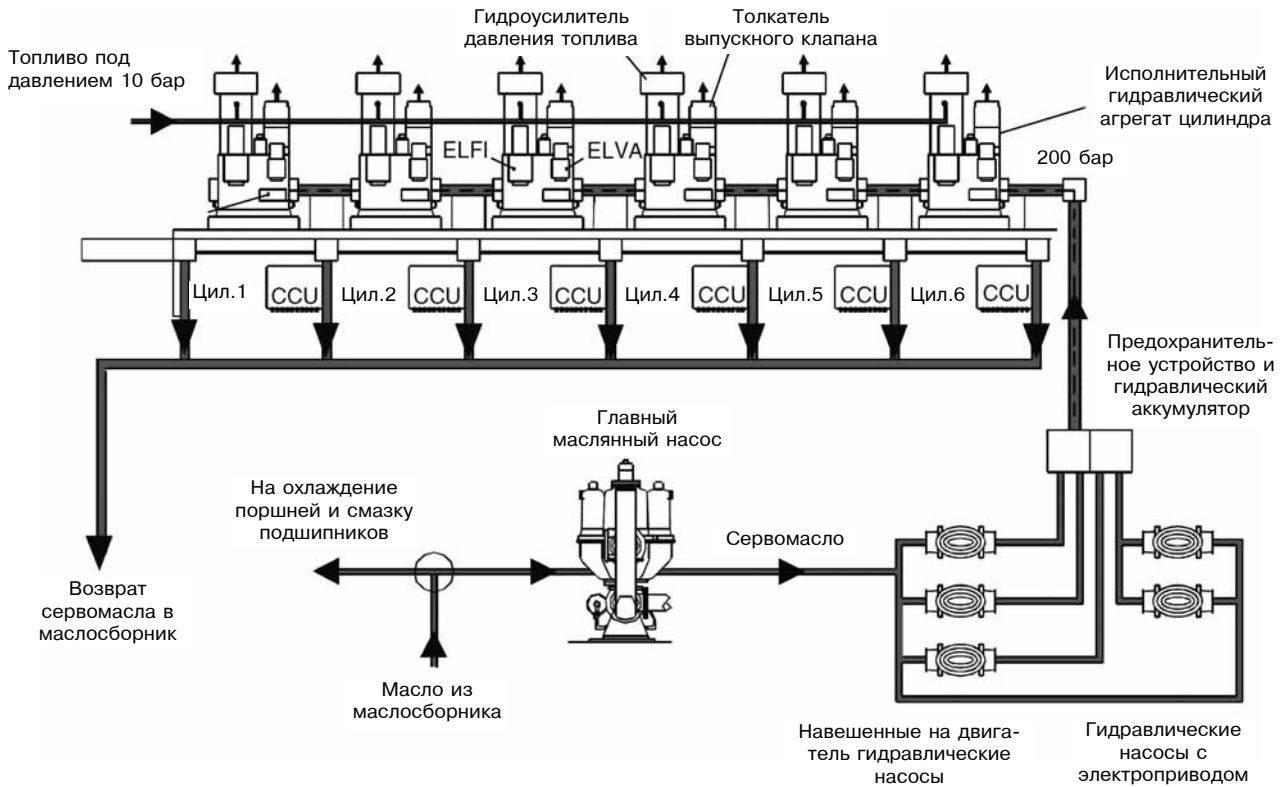 Гидроусилитель
давления топлива
Толкатель
выпускного клапана
Топливо под
давлением 10 бар
Исполнительный
гидравлический
агрегат цилиндра
ELFI
ELVA
200 бар
Цил.1
CCU
Цил.2
CCU
Цил.3
CCU
Цил.4
CCU
Цил.5
CCU
Цил.6
CCU
Предохранитель-
ное устройство и
гидравлический
аккумулятор
Главный
маслянный насос
На охлаждение
поршней и смазку
подшипников
Сервомасло
Возврат
сервомасла в
маслосборник
Масло из
маслосборника
Навешенные на двига-
тель гидравлические
насосы
Гидравлические
насосы с
электроприводом